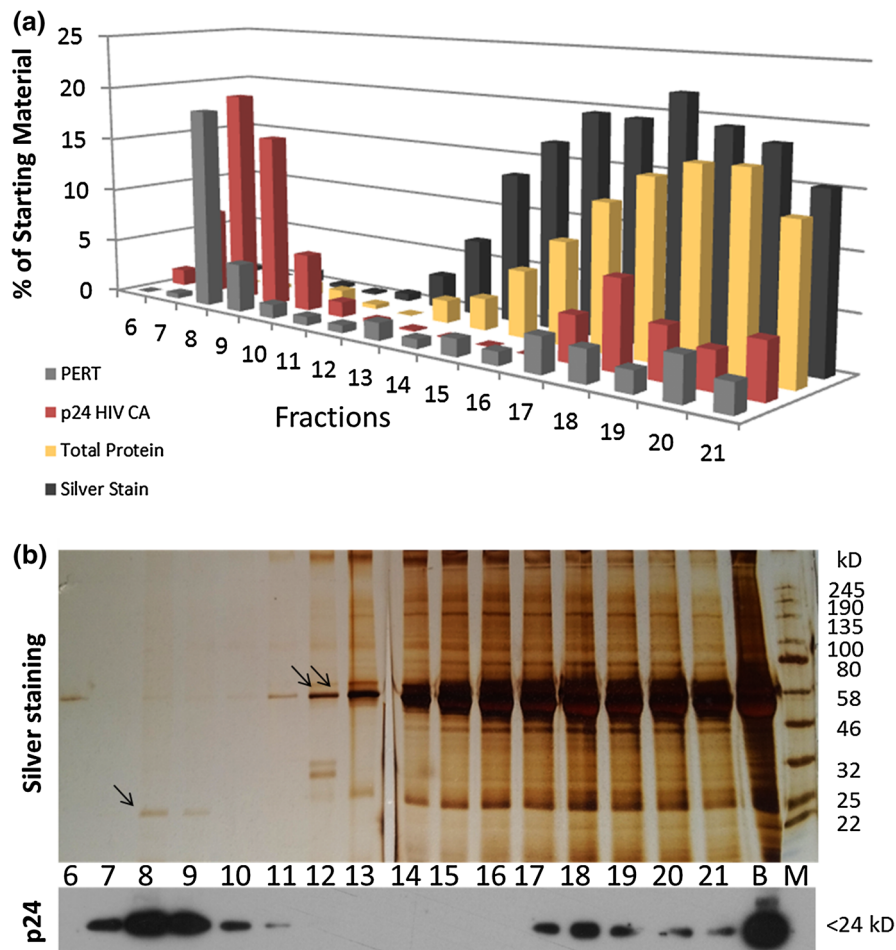 (a)
% of Starting Material
25
20
15
10
5
0
6 7 8 9 10 11 12 13 14 15 16 17 18 19 20 21
Fractions
PERT
p24 HIV CA
Total Protein
Silver Stain
(b)
Silver staining
kD
245
190
135
100
80
58
46
32
25
22
6 7 8 9 10 11 12 13 14 15 16 17 18 19 20 21 B M
p24
<24 kD